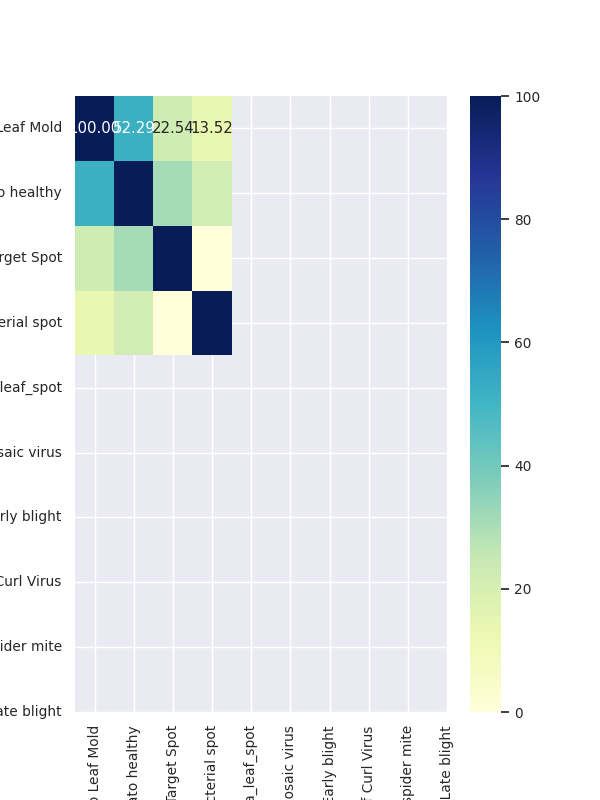 Leaf Mold
healthy
Target Spot
spot
leaf_spot
virus
blight
Curl Virus
mite
blight
52.29 22.54 13.52
100
80
60
40
20
0
Leaf Mold
healthy
Target Spot
spot
leaf_spot
virus
Early blight
Curl Virus
spider mite
Late blight